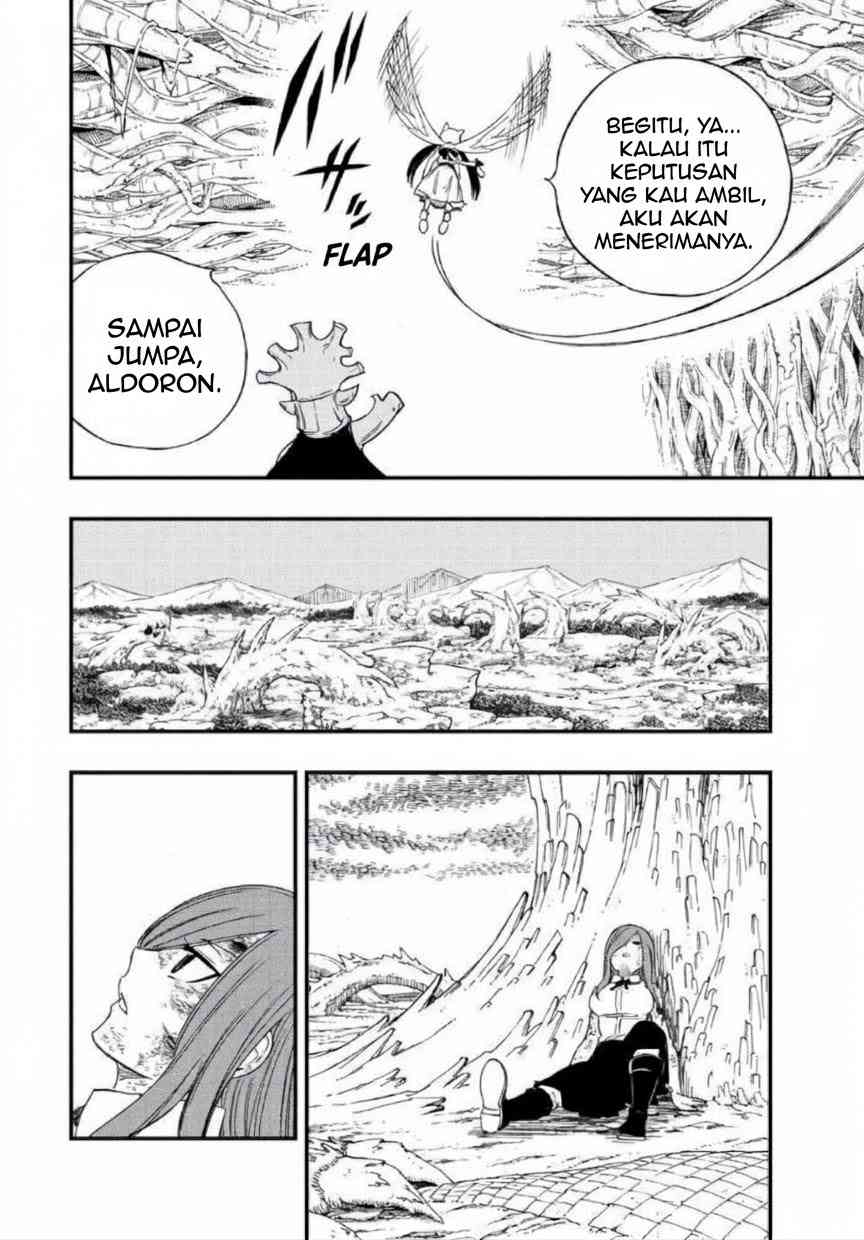 BEGITU, YA...
KALAU ITU
KEPUTUSAN
YANG KAU AMBIL,
AKU AKAN
MENERIMANYA.
FLAP
SAMPAI
JUMPA,
ALDORON.